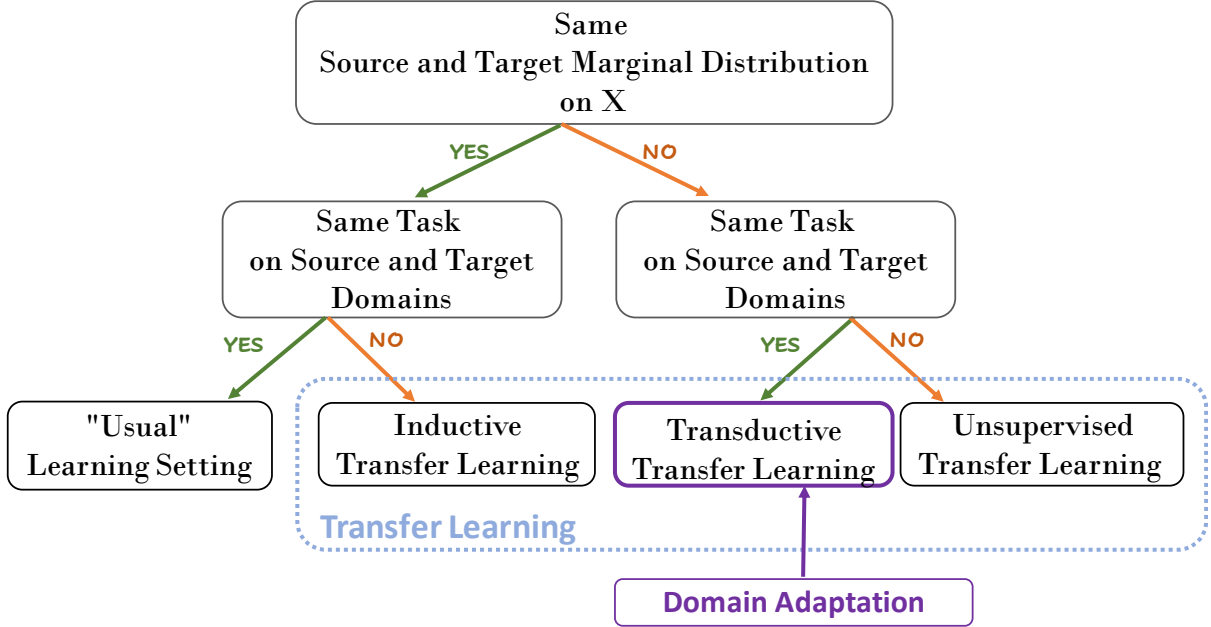 Same
Source and Target Marginal Distribution
on X
YES
NO
Same Task
on Source and Target
Domains
Same Task
on Source and Target
Domains
YES
NO
YES
NO
"Usual"
Learning Setting
Inductive
Transfer Learning
Transductive
Transfer Learning
Unsupervised
Transfer Learning
Transfer Learning
Domain Adaptation